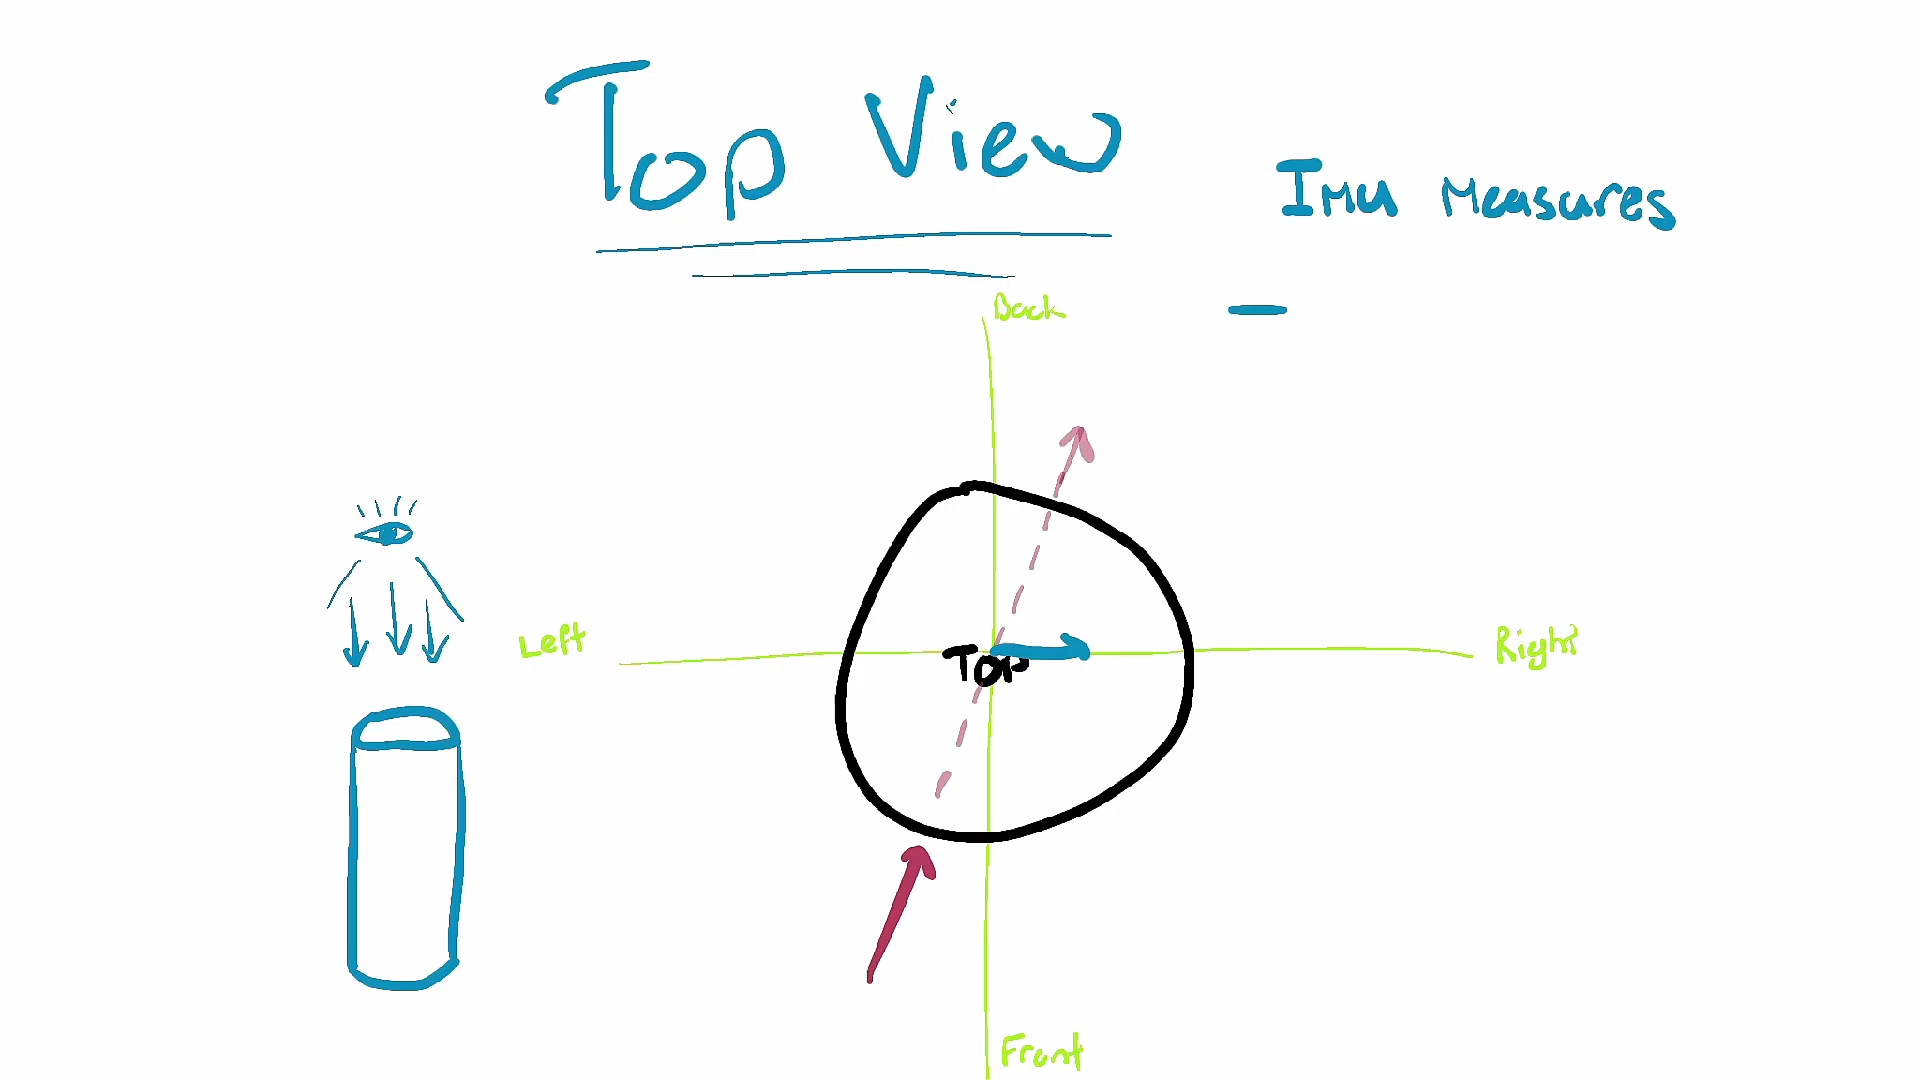 Top View
Imu Measures
Back
Left
Right
Top
Front